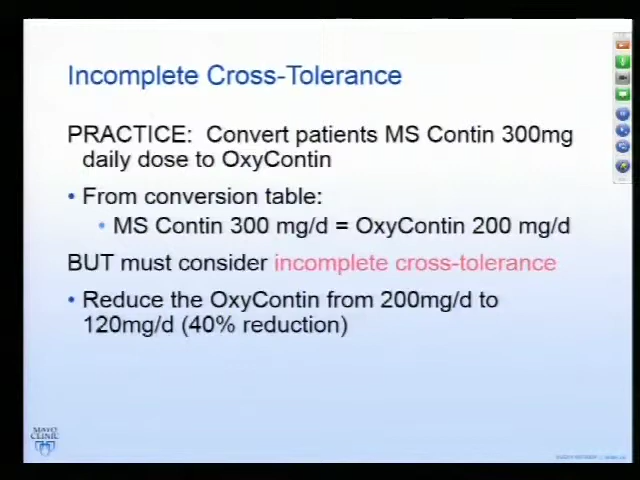 Incomplete Cross-Tolerance
PRACTICE: Convert patients MS Contin 300mg
daily dose to OxyContin
• From conversion table:
• MS Contin 300 mg/d = OxyContin 200 mg/d
BUT must consider incomplete cross-tolerance
• Reduce the OxyContin from 200mg/d to
120mg/d (40% reduction)
MAYO
CLINIC